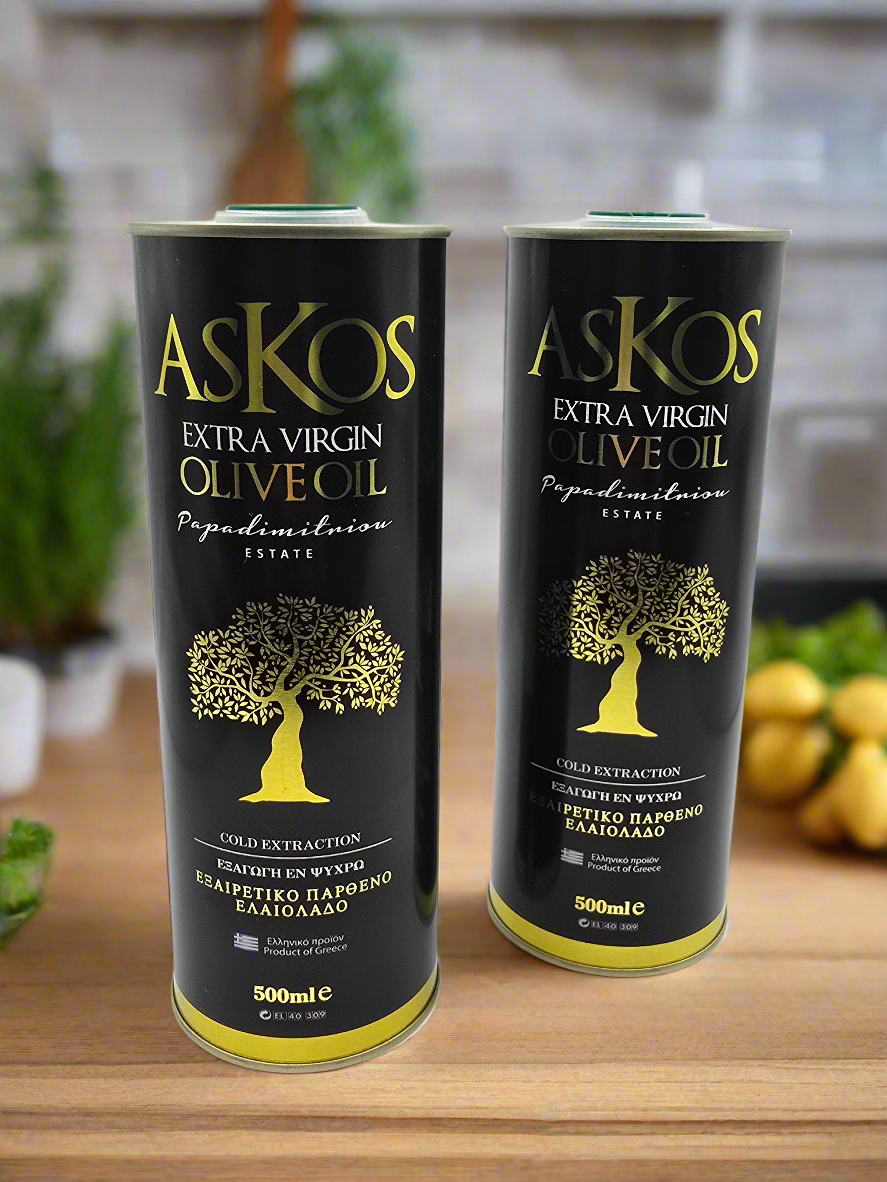 ASKOS
EXTRA VIRGIN
OLIVE OIL
Papadimitriou
ESTATE
COLD EXTRACTION
ΕΞΑΓΩΓΗ ΕΝ ΨΥΧΡΩ
ΕΞΑΙΡΕΤΙΚΟ ΠΑΡΘΕΝΟ
ΕΛΑΙΟΛΑΔΟ
Ελληνικό προϊόν
Product of Greece
500ml e
EL 40 309
ASKOS
EXTRA VIRGIN
OLIVE OIL
Papadimitriou
ESTATE
COLD EXTRACTION
ΕΞΑΓΩΓΗ ΕΝ ΨΥΧΡΩ
ΕΞΑΙΡΕΤΙΚΟ ΠΑΡΘΕΝΟ
ΕΛΑΙΟΛΑΔΟ
Ελληνικό προϊόν
Product of Greece
500ml e
EL 40 309